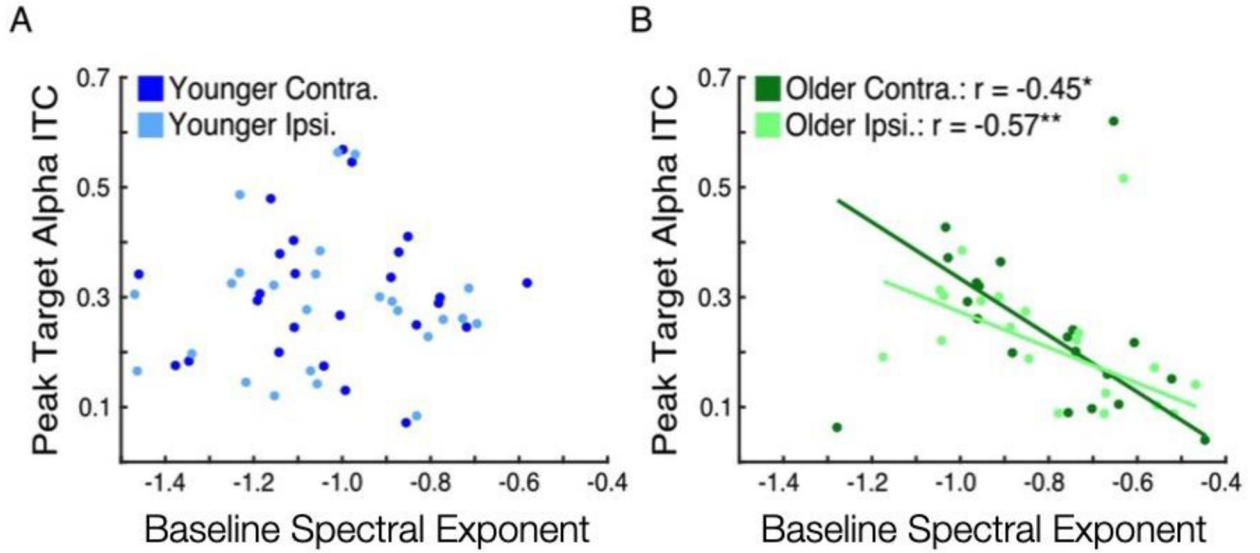 A
Peak Target Alpha ITC
0.7
0.5
0.3
0.1
Younger Contra.
Younger Ipsi.
-1.4 -1.2 -1.0 -0.8 -0.6 -0.4
Baseline Spectral Exponent
B
Peak Target Alpha ITC
0.7
0.5
0.3
0.1
Older Contra.: r = -0.45*
Older Ipsi.: r = -0.57**
-1.4 -1.2 -1.0 -0.8 -0.6 -0.4
Baseline Spectral Exponent